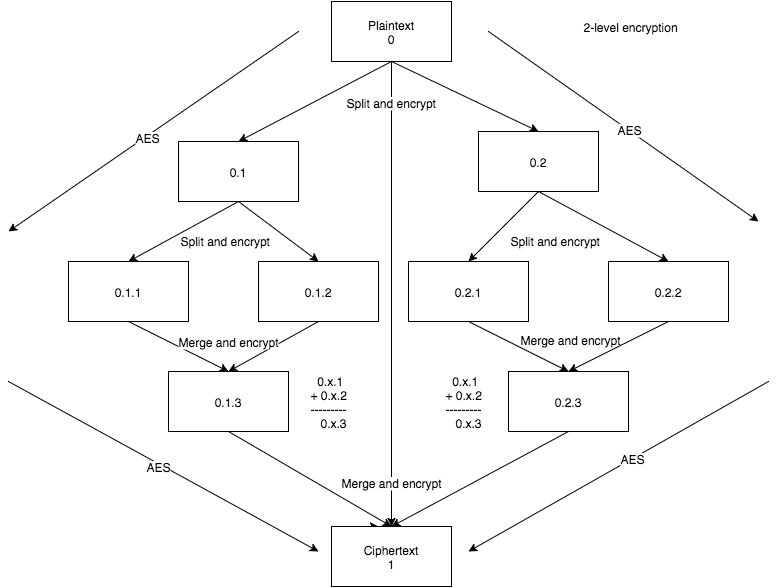 Plaintext
0
2-level encryption
Split and encrypt
AES
AES
0.1
0.2
Split and encrypt
Split and encrypt
0.1.1
0.1.2
0.2.1
0.2.2
Merge and encrypt
Merge and encrypt
0.1.3
0.x.1
+ 0.x.2
---------
0.x.3
0.x.1
+ 0.x.2
---------
0.x.3
0.2.3
AES
AES
Merge and encrypt
Ciphertext
1